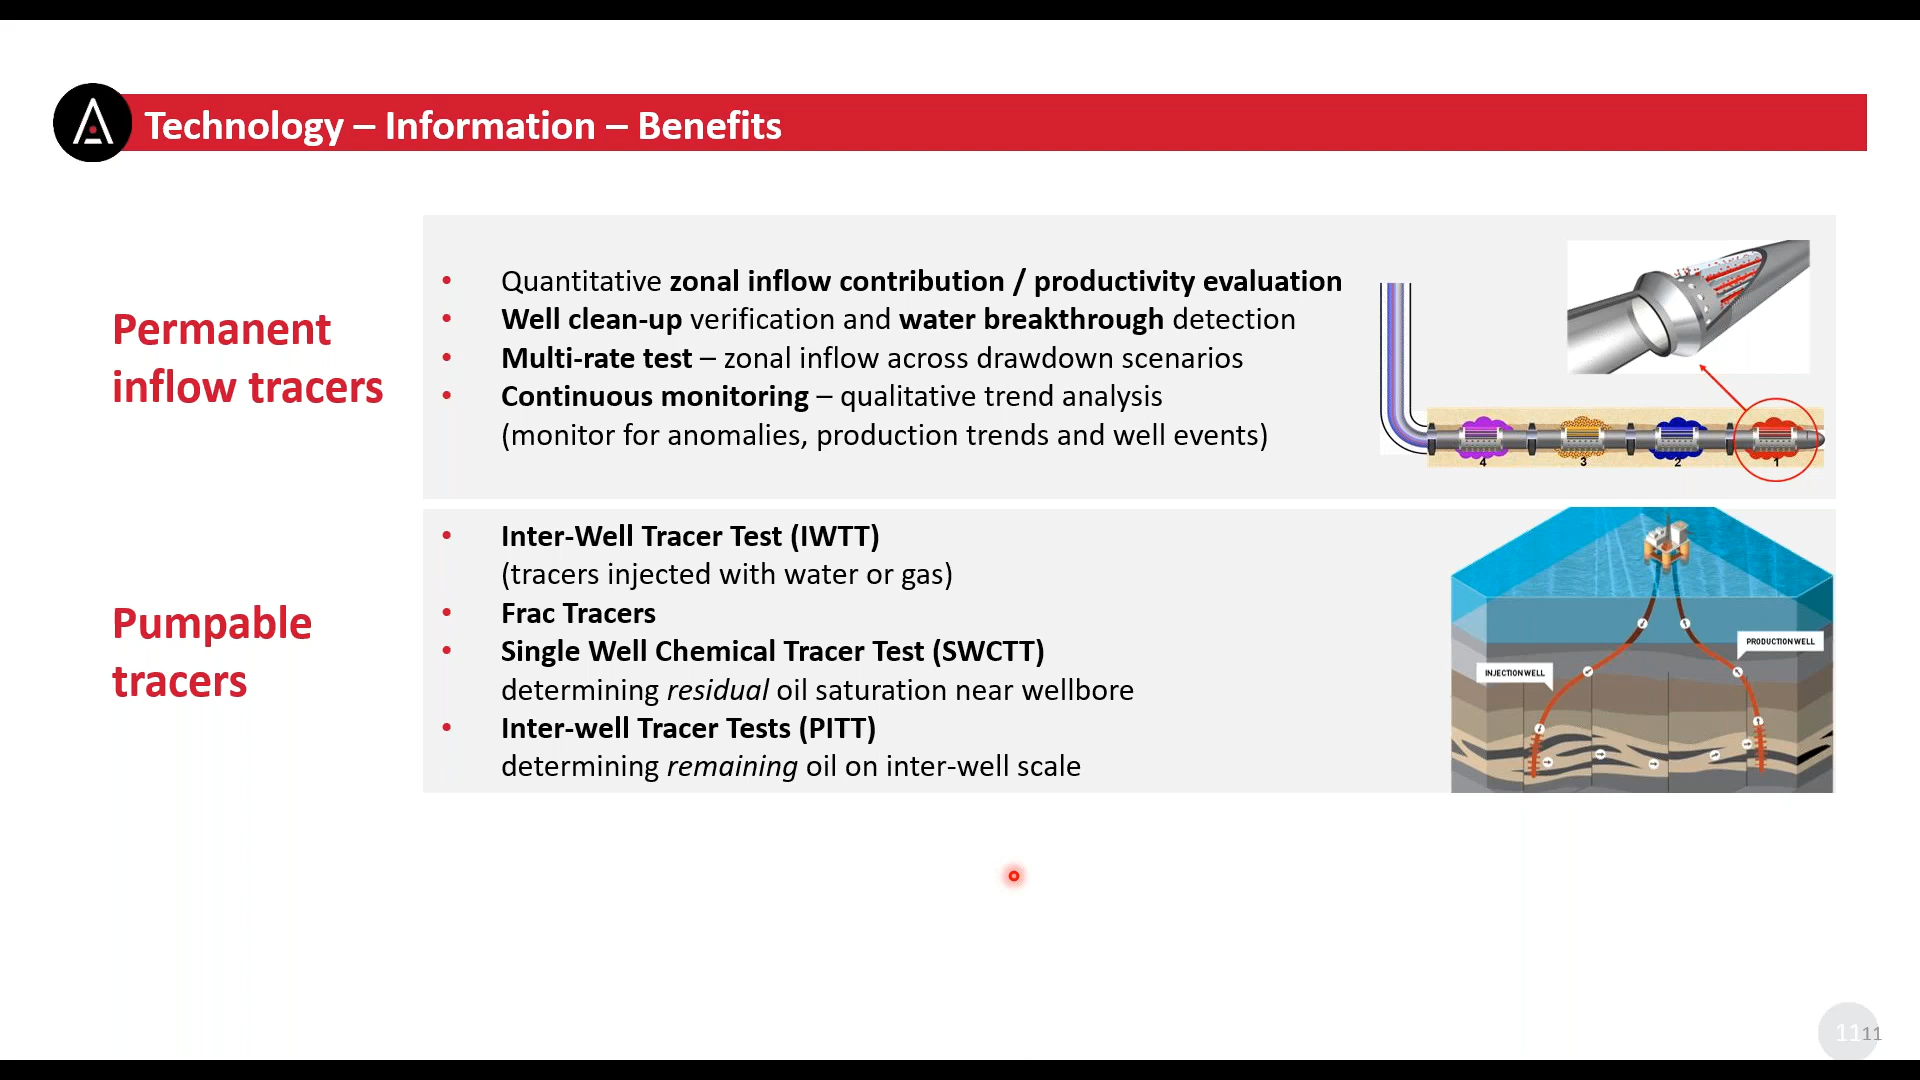 Technology – Information – Benefits
Permanent
inflow tracers
• Quantitative zonal inflow contribution / productivity evaluation
• Well clean-up verification and water breakthrough detection
• Multi-rate test – zonal inflow across drawdown scenarios
• Continuous monitoring – qualitative trend analysis
(monitor for anomalies, production trends and well events)
4 3 2 1
Pumpable
tracers
• Inter-Well Tracer Test (IWTT)
(tracers injected with water or gas)
• Frac Tracers
• Single Well Chemical Tracer Test (SWCTT)
determining residual oil saturation near wellbore
• Inter-well Tracer Tests (PITT)
determining remaining oil on inter-well scale
PRODUCTION WELL
INJECTION WELL
11 11